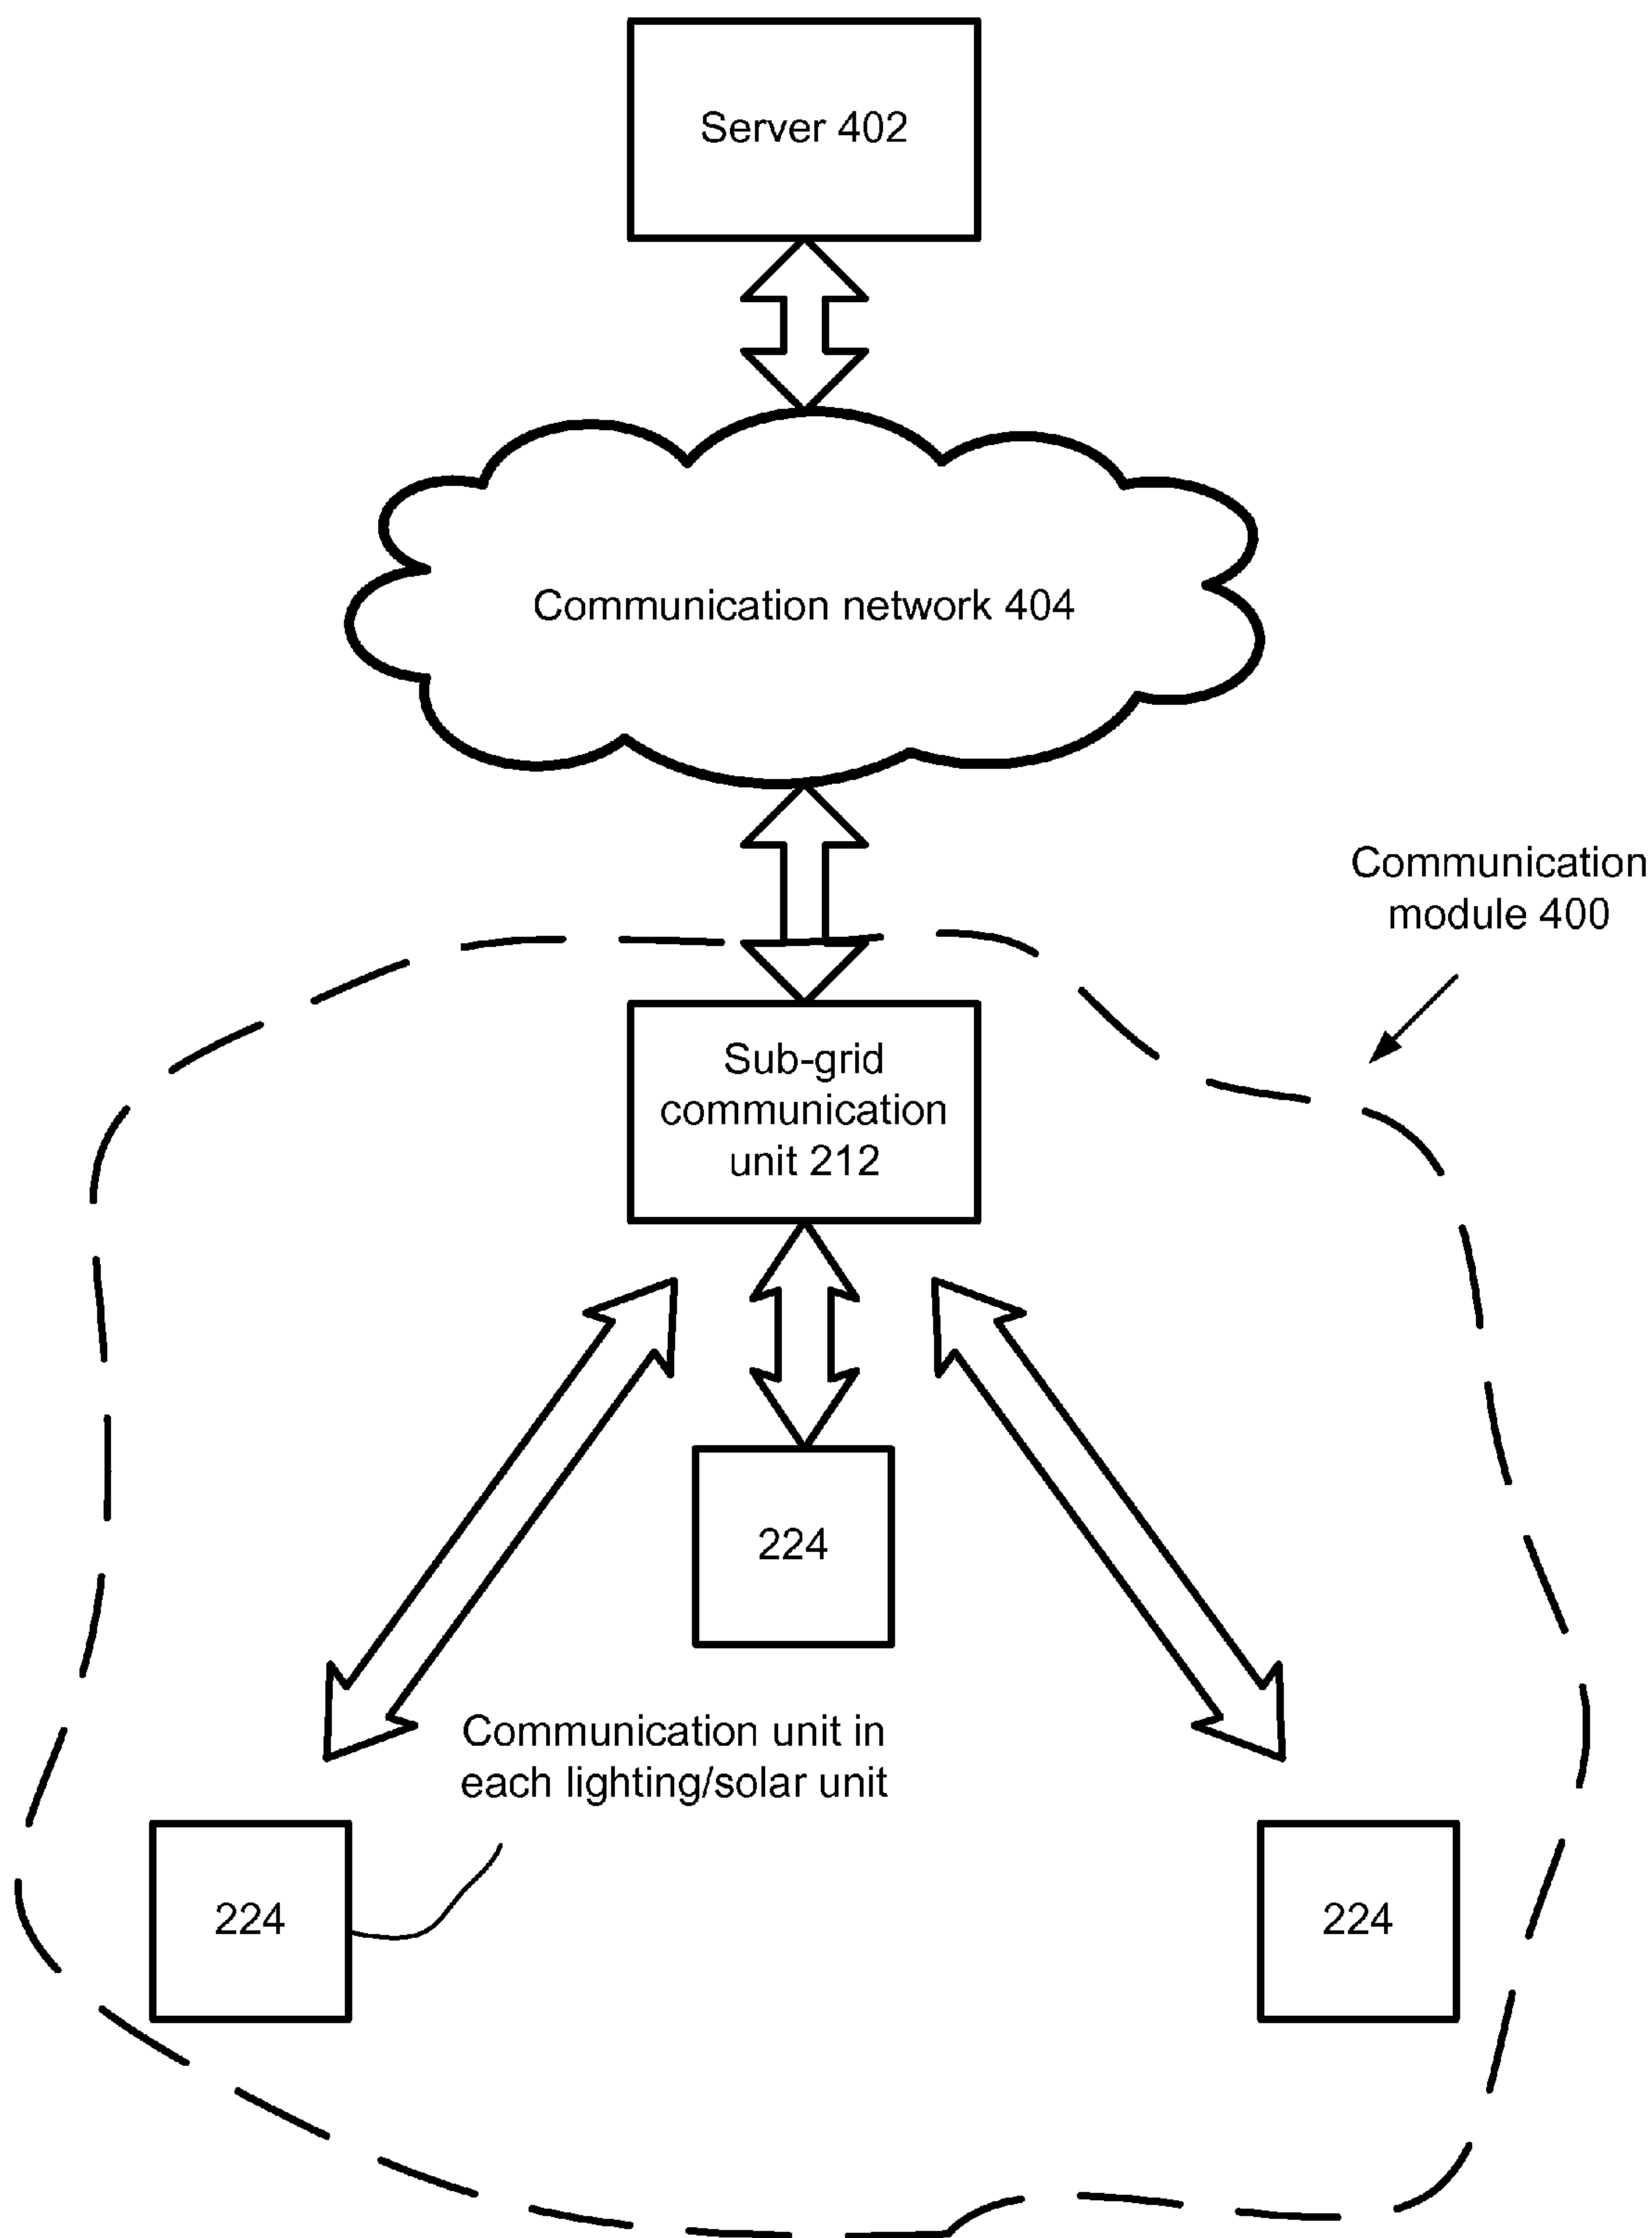 Server 402
Communication network 404
Communication
module 400
Sub-grid
communication
unit 212
224
Communication unit in
each lighting/solar unit
224
224